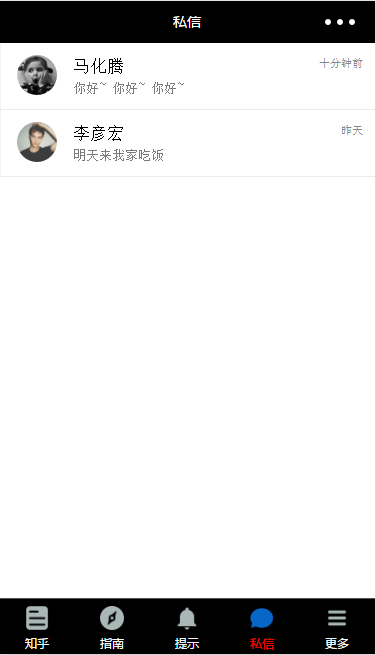 私信
马化腾
十分钟前
你好~ 你好~ 你好~
李彦宏
昨天
明天来我家吃饭
知乎
指南
提示
私信
更多